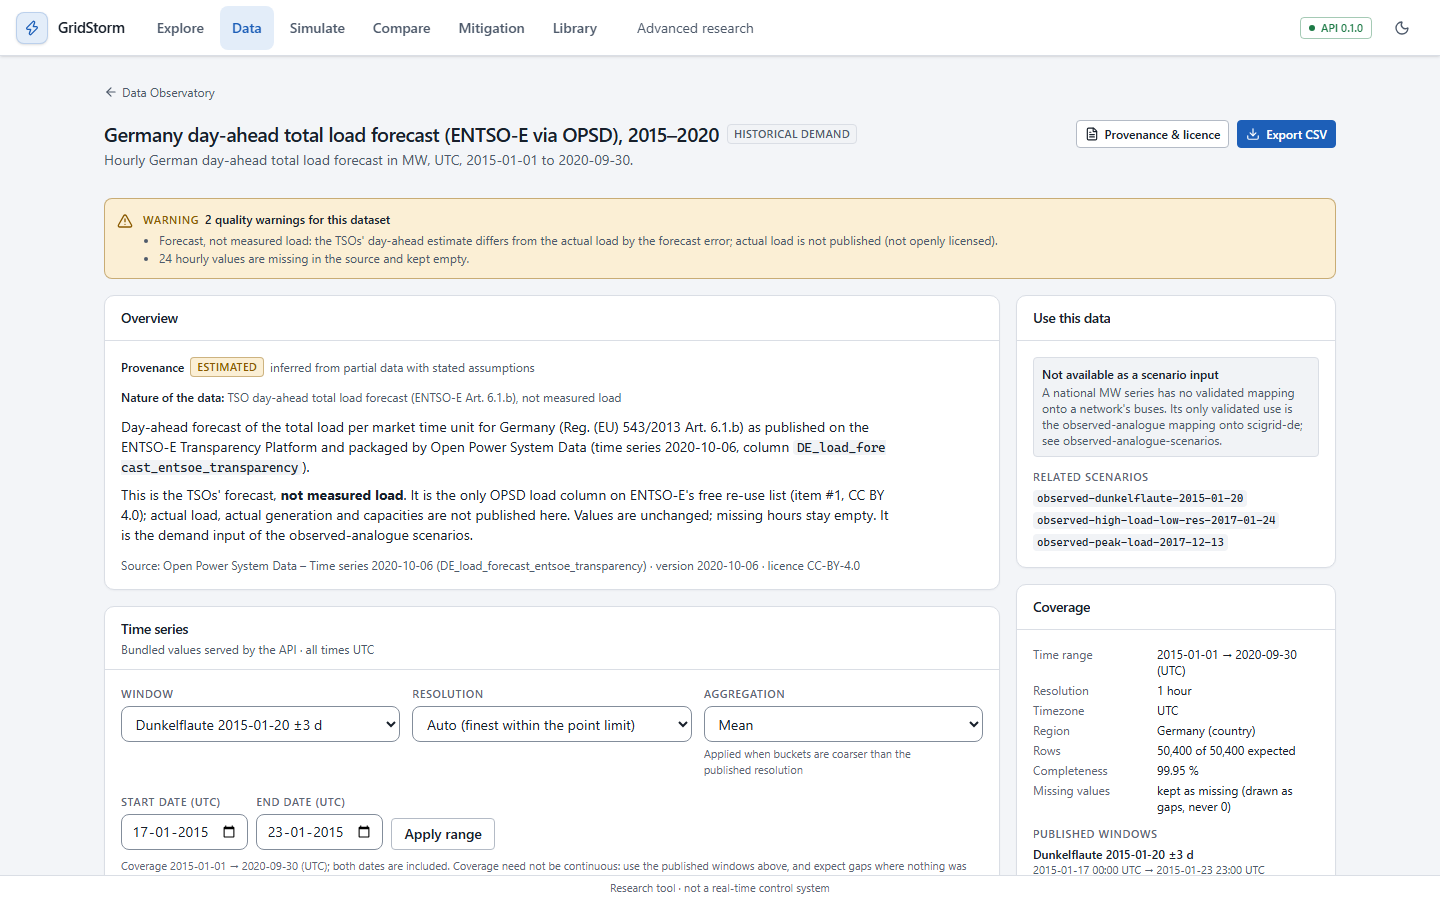 GridStorm
Explore
Data
Simulate
Compare
Mitigation
Library
Advanced research
API 0.1.0
Data Observatory
Germany day-ahead total load forecast (ENTSO-E via OPSD), 2015–2020
HISTORICAL DEMAND
Provenance & licence
Export CSV
Hourly German day-ahead total load forecast in MW, UTC, 2015-01-01 to 2020-09-30.
WARNING 2 quality warnings for this dataset
• Forecast, not measured load: the TSOs' day-ahead estimate differs from the actual load by the forecast error; actual load is not published (not openly licensed).
• 24 hourly values are missing in the source and kept empty.
Overview
Provenance ESTIMATED inferred from partial data with stated assumptions
Nature of the data: TSO day-ahead total load forecast (ENTSO-E Art. 6.1.b), not measured load
Day-ahead forecast of the total load per market time unit for Germany (Reg. (EU) 543/2013 Art. 6.1.b) as published on the
ENTSO-E Transparency Platform and packaged by Open Power System Data (time series 2020-10-06, column DE_load_fore
cast_entsoe_transparency ).
This is the TSOs' forecast, not measured load. It is the only OPSD load column on ENTSO-E's free re-use list (item #1, CC BY
4.0); actual load, actual generation and capacities are not published here. Values are unchanged; missing hours stay empty. It
is the demand input of the observed-analogue scenarios.
Source: Open Power System Data – Time series 2020-10-06 (DE_load_forecast_entsoe_transparency) · version 2020-10-06 · licence CC-BY-4.0
Time series
Bundled values served by the API · all times UTC
WINDOW
RESOLUTION
AGGREGATION
Dunkelflaute 2015-01-20 ±3 d
Auto (finest within the point limit)
Mean
Applied when buckets are coarser than the
published resolution
START DATE (UTC)
END DATE (UTC)
17-01-2015
23-01-2015
Apply range
Coverage 2015-01-01 → 2020-09-30 (UTC); both dates are included. Coverage need not be continuous: use the published windows above, and expect gaps where nothing was
Use this data
Not available as a scenario input
A national MW series has no validated mapping
onto a network's buses. Its only validated use is
the observed-analogue mapping onto scigrid-de;
see observed-analogue-scenarios.
RELATED SCENARIOS
observed-dunkelflaute-2015-01-20
observed-high-load-low-res-2017-01-24
observed-peak-load-2017-12-13
Coverage
Time range 2015-01-01 → 2020-09-30
(UTC)
Resolution 1 hour
Timezone UTC
Region Germany (country)
Rows 50,400 of 50,400 expected
Completeness 99.95 %
Missing values kept as missing (drawn as
gaps, never 0)
PUBLISHED WINDOWS
Dunkelflaute 2015-01-20 ±3 d
2015-01-17 00:00 UTC → 2015-01-23 23:00 UTC
Research tool · not a real-time control system